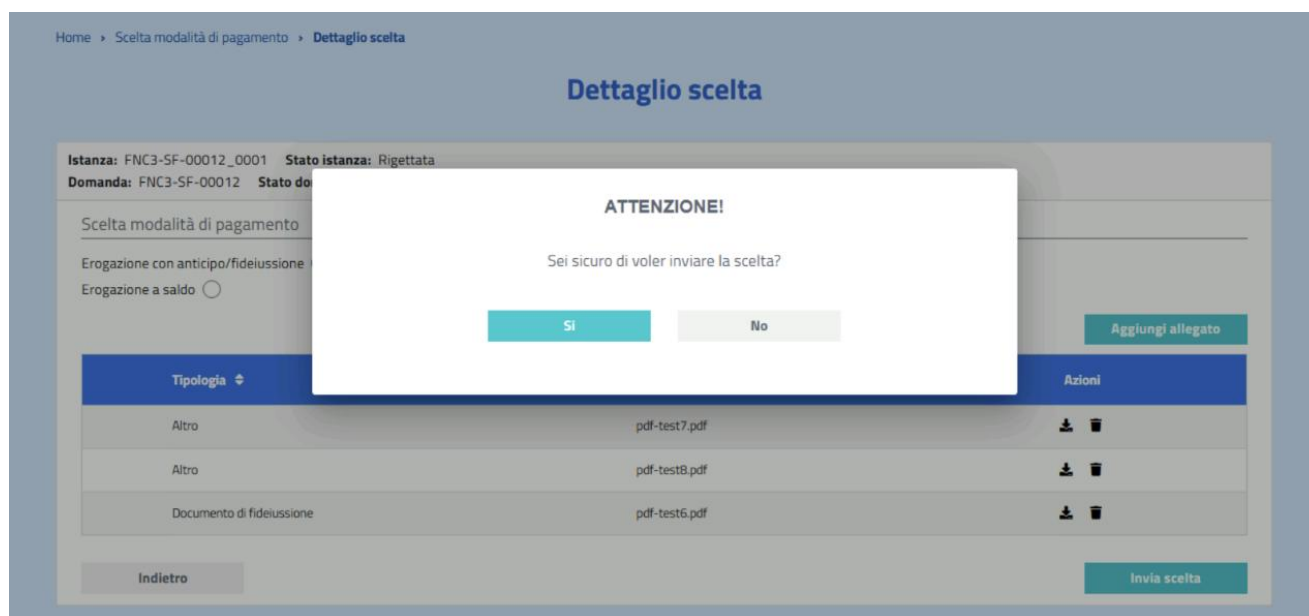 Home › Scelta modalità di pagamento › Dettaglio scelta
Dettaglio scelta
Istanza: FNC3-SF-00012_0001 Stato istanza: Rigettata
Domanda: FNC3-SF-00012 Stato
ATTENZIONE!
Sei sicuro di voler inviare la scelta?
Si No
Scelta modalità di pagamento
Erogazione con anticipo/fideiussione
Erogazione a saldo
Aggiungi allegato
Tipologia Azioni
Altro pdf-test7.pdf
Altro pdf-test8.pdf
Documento di fideiussione pdf-test6.pdf
Indietro Invia scelta